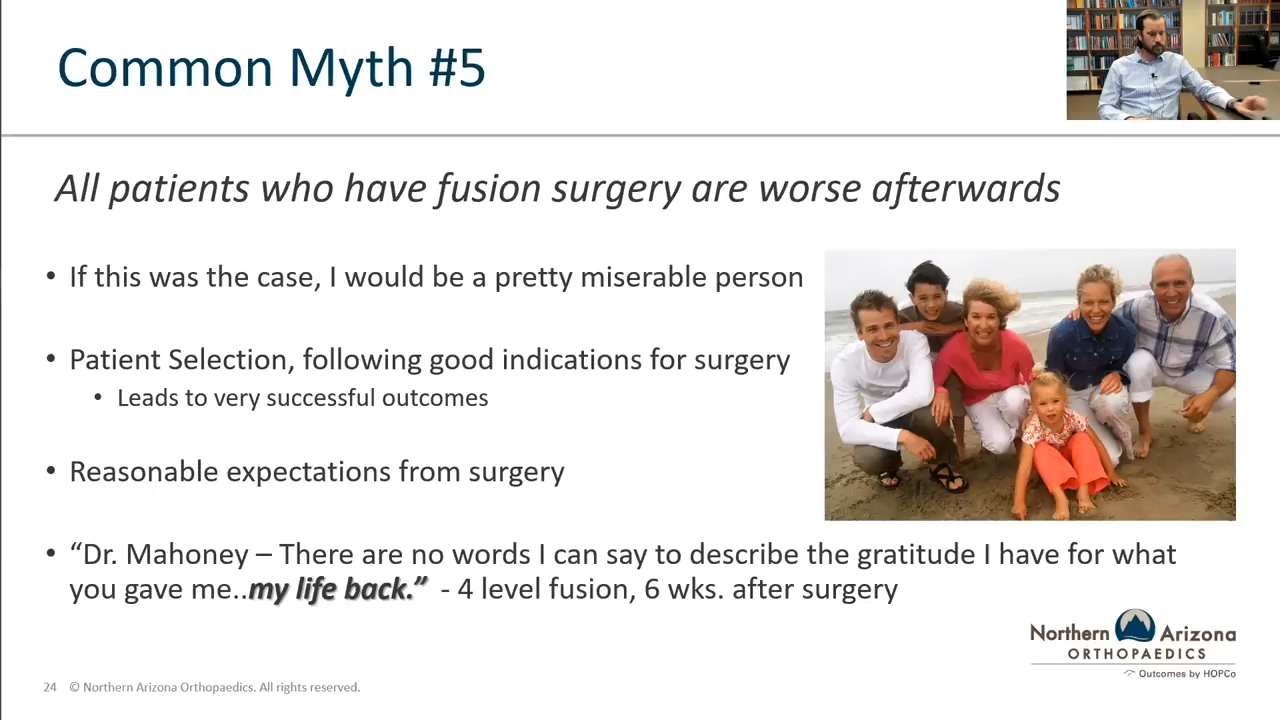 Common Myth #5
All patients who have fusion surgery are worse afterwards
• If this was the case, I would be a pretty miserable person
• Patient Selection, following good indications for surgery
• Leads to very successful outcomes
• Reasonable expectations from surgery
• “Dr. Mahoney – There are no words I can say to describe the gratitude I have for what
you gave me..my life back.” - 4 level fusion, 6 wks. after surgery
Northern Arizona
ORTHOPAEDICS
Outcomes by HOPCo
24 © Northern Arizona Orthopaedics. All rights reserved.